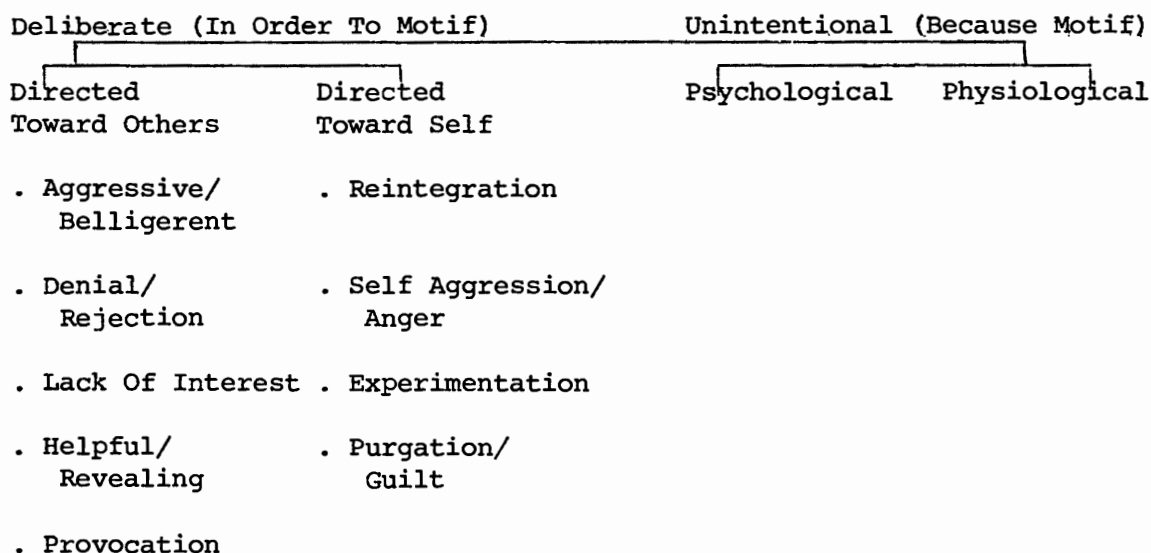 Deliberate (In Order To Motif) Unintentional (Because Motif)
Directed Directed Psychological Physiological
Toward Others Toward Self
. Aggressive/ . Reintegration
Belligerent
. Denial/ . Self Aggression/
Rejection Anger
. Lack Of Interest . Experimentation
. Helpful/ . Purgation/
Revealing Guilt
. Provocation